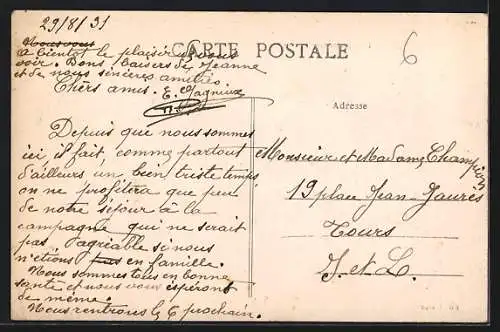 29/8/31
CARTE POSTALE
6
Adresse
Depuis que nous sommes
ici, il fait, comme partout
d'ailleurs un bien triste temps,
on ne profitera que peu
de notre séjour à la
campagne qui ne serait
pas agréable si nous
n'étions pas en famille.
Nous sommes tous en bonne
santé et nous vous espérons
de même.
Nous rentrons le 6 prochain.
A bientôt le plaisir de vous
voir. Bons baisers de Jeanne
et de nous sincères amitiés
Chers amis. E.
Monsieur et Madame Champion
19 place Jean-Jaurès
Tours
I. et L.